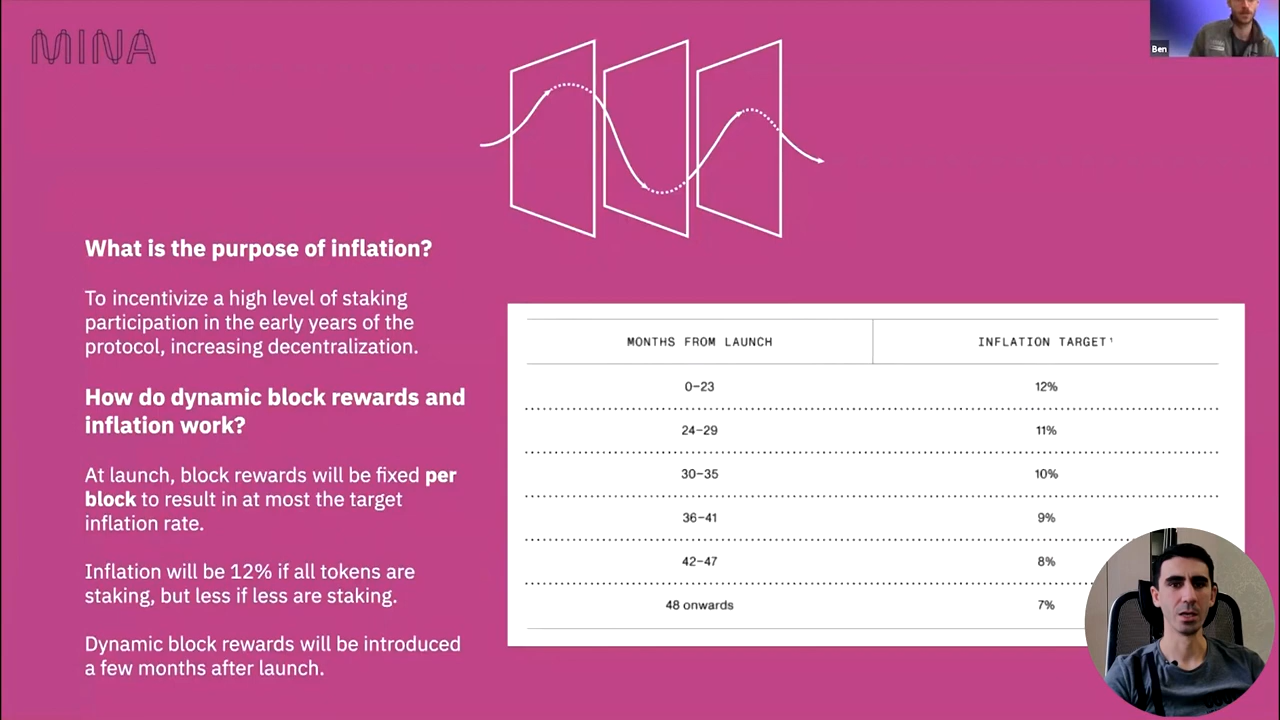 MINA
Ben
What is the purpose of inflation?
To incentivize a high level of staking
participation in the early years of the
protocol, increasing decentralization.
How do dynamic block rewards and
inflation work?
At launch, block rewards will be fixed per
block to result in at most the target
inflation rate.
Inflation will be 12% if all tokens are
staking, but less if less are staking.
Dynamic block rewards will be introduced
a few months after launch.
MONTHS FROM LAUNCH INFLATION TARGET¹
0–23 12%
24–29 11%
30–35 10%
36–41 9%
42–47 8%
48 onwards 7%